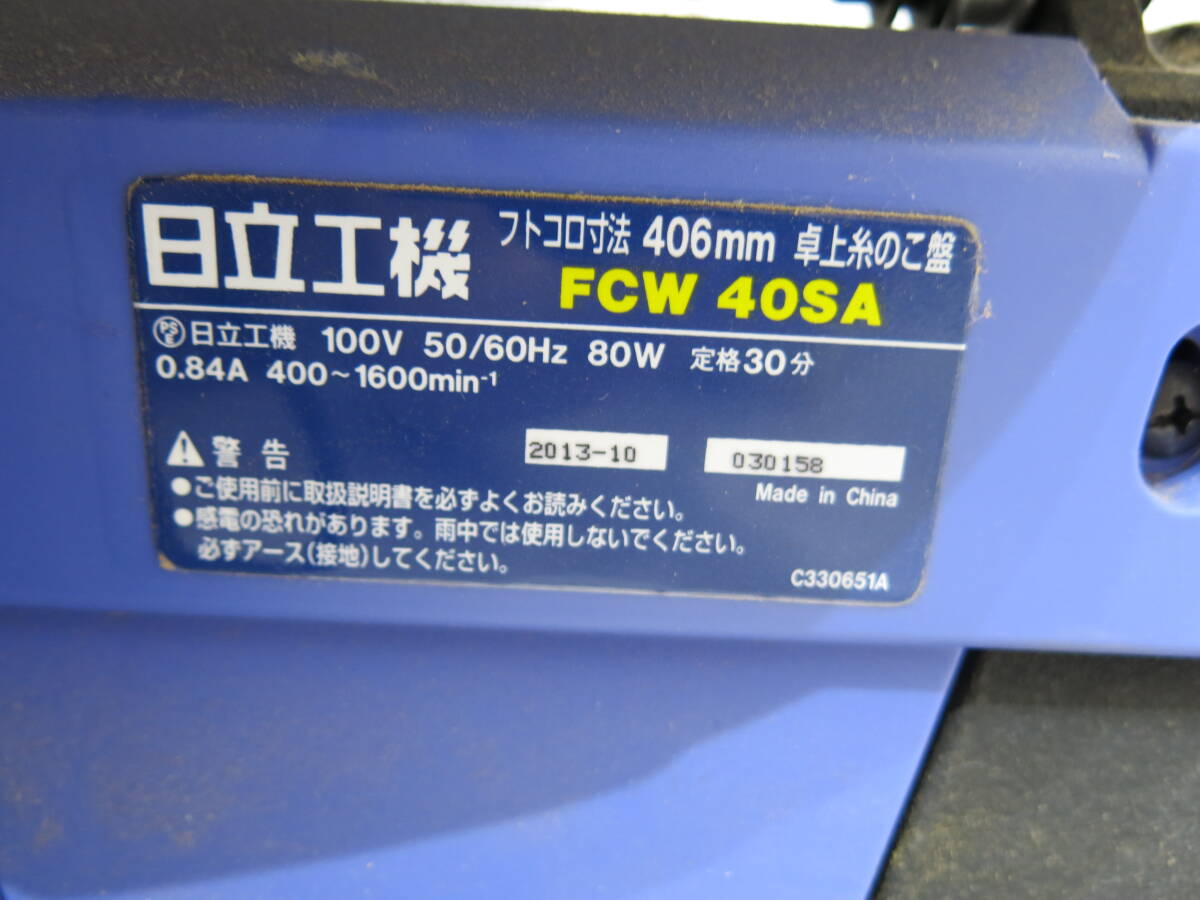 日立工機 フトコロ寸法 406mm 卓上糸のこ盤
FCW 40SA
PSE 日立工機 100V 50/60Hz 80W 定格30分
0.84A 400～1600min⁻¹
警告
2013-10 030158
Made in China
●ご使用前に取扱説明書を必ずよくお読みください。
●感電の恐れがあります。雨中では使用しないでください。
必ずアース(接地)してください。
C330651A